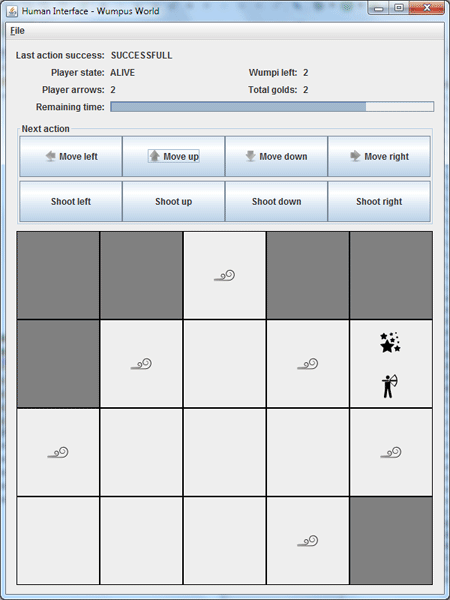 Human Interface - Wumpus World
File
Last action success: SUCCESSFULL
Player state: ALIVE Wumpi left: 2
Player arrows: 2 Total golds: 2
Remaining time:
Next action
Move left Move up Move down Move right
Shoot left Shoot up Shoot down Shoot right